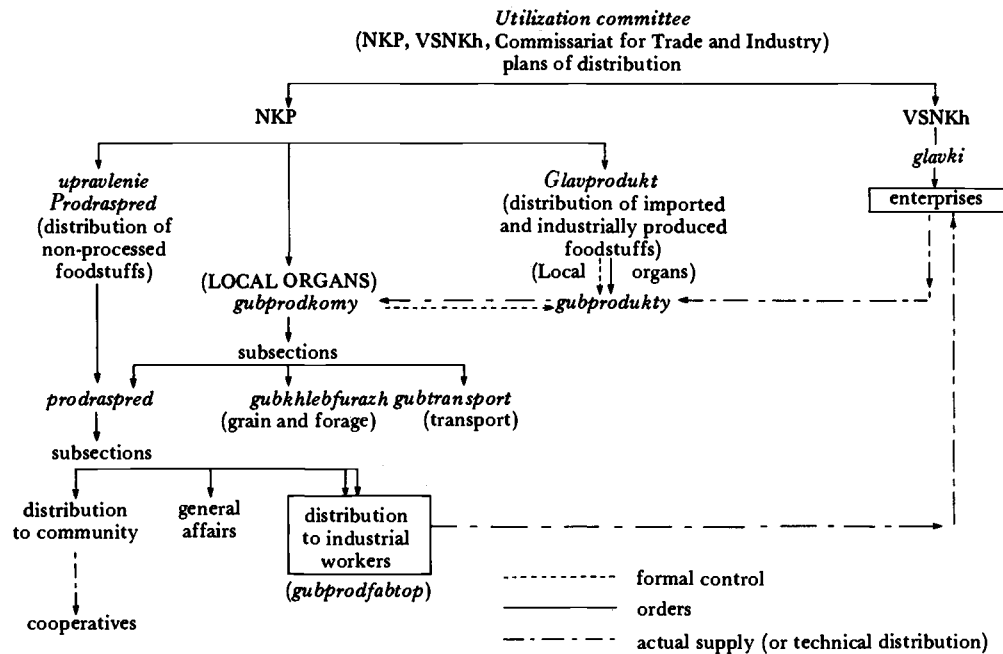 Utilization committee
(NKP, VSNKh, Commissariat for Trade and Industry)
plans of distribution
NKP
VSNKh
glavki
enterprises
upravlenie
Prodraspred
(distribution of
non-processed
foodstuffs)
Glavprodukt
(distribution of imported
and industrially produced
foodstuffs)
(Local organs)
(LOCAL ORGANS)
gubprodkomy
gubprodukty
subsections
prodraspred
gubkhlebfurazh
(grain and forage)
gubtransport
(transport)
subsections
distribution
to community
general
affairs
distribution
to industrial
workers
(gubprodfabtop)
cooperatives
formal control
orders
actual supply (or technical distribution)